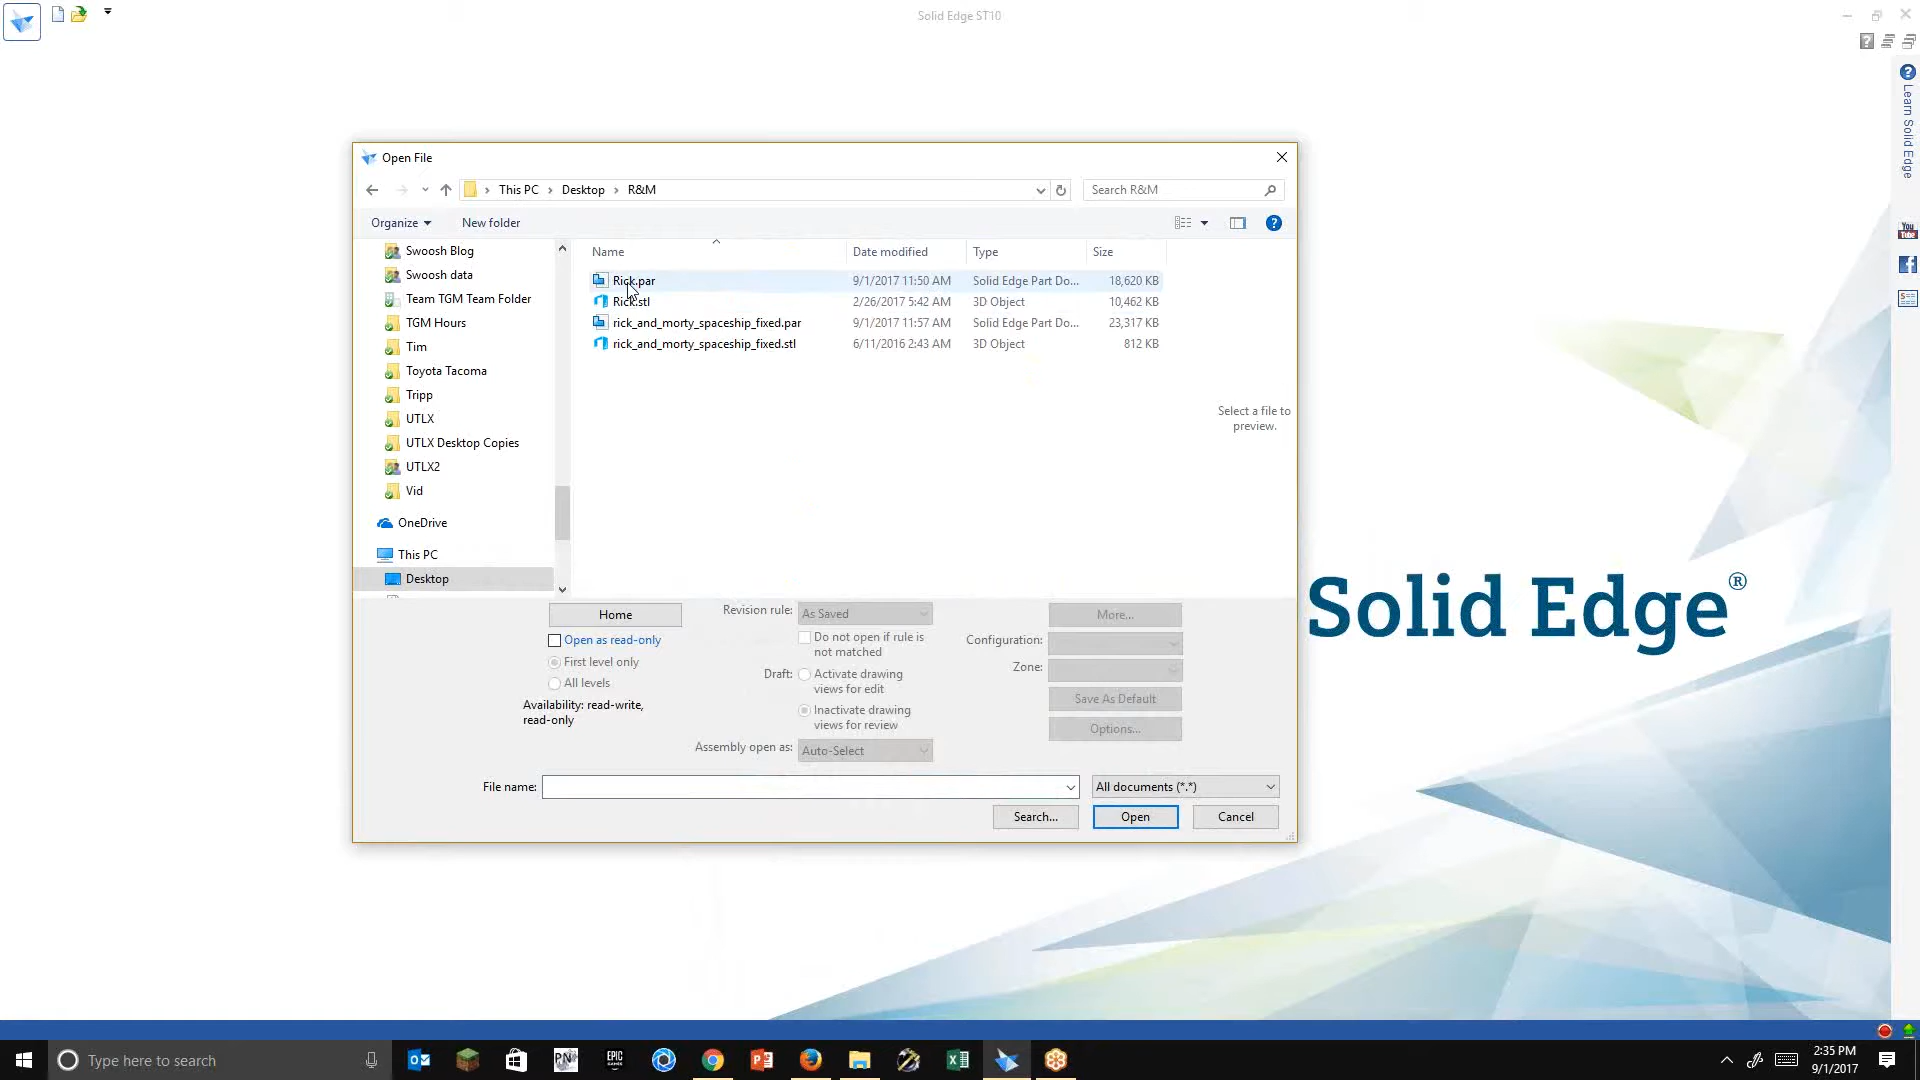 Solid Edge ST10
Open File
This PC
Desktop
R&M
Search R&M
Organize
New folder
Name
Date modified
Type
Size
Swoosh Blog
Swoosh data
Team TGM Team Folder
TGM Hours
Tim
Toyota Tacoma
Tripp
UTLX
UTLX Desktop Copies
UTLX2
Vid
OneDrive
This PC
Desktop
Rick.par 9/1/2017 11:50 AM Solid Edge Part Do... 18,620 KB
Rick.stl 2/26/2017 5:42 AM 3D Object 10,462 KB
rick_and_morty_spaceship_fixed.par 9/1/2017 11:57 AM Solid Edge Part Do... 23,317 KB
rick_and_morty_spaceship_fixed.stl 6/11/2016 2:43 AM 3D Object 812 KB
Select a file to
preview.
Home
Open as read-only
First level only
All levels
Availability: read-write,
read-only
Revision rule: As Saved
Do not open if rule is
not matched
Draft: Activate drawing
views for edit
Inactivate drawing
views for review
Assembly open as: Auto-Select
More...
Configuration:
Zone:
Save As Default
Options...
File name:
All documents (*.*)
Search...
Open
Cancel
Solid Edge®
Learn Solid Edge
You
Tube
Type here to search
PN
EPIC
GAMES
2:35 PM
9/1/2017